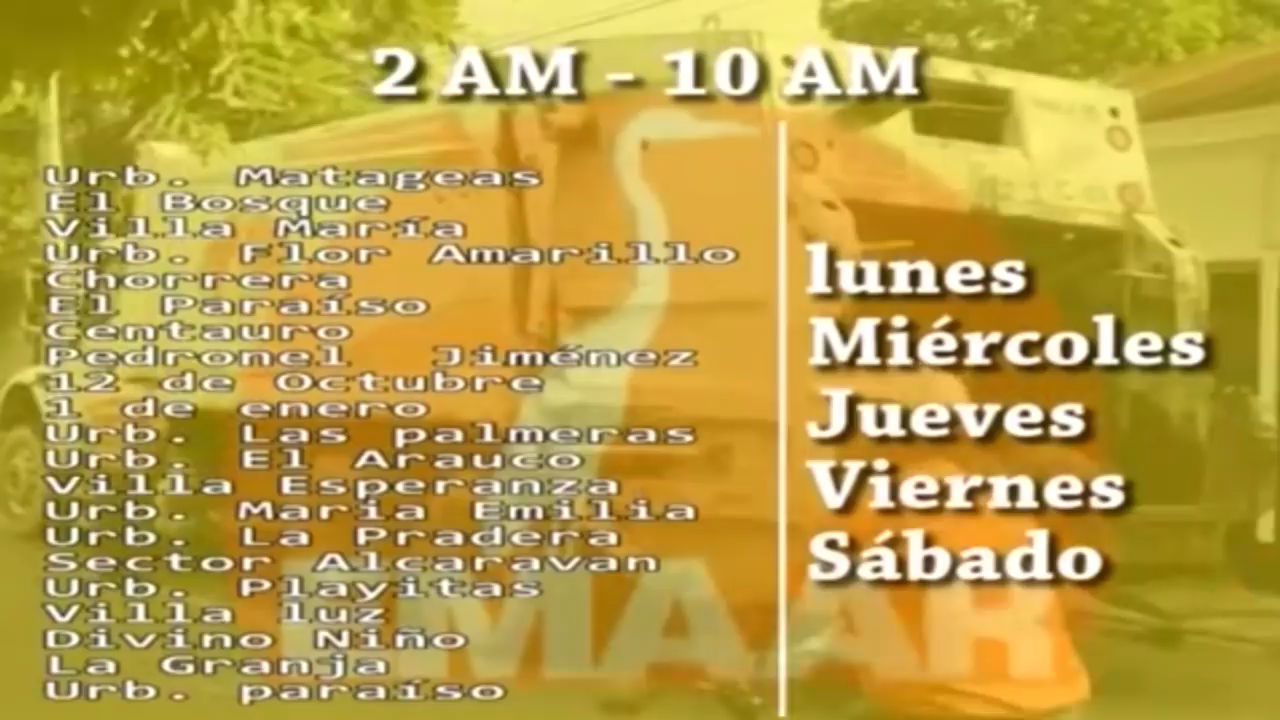 2 AM - 10 AM
Urb. Matageas
El Bosque
Villa María
Urb. Flor Amarillo
Chorrera
El Paraíso
Centauro
Pedronel Jiménez
12 de Octubre
1 de enero
Urb. Las palmeras
Urb. El Arauco
Villa Esperanza
Urb. María Emilia
Urb. La Pradera
Sector Alcaravan
Urb. Playitas
Villa luz
Divino Niño
La Granja
Urb. paraíso
lunes
Miércoles
Jueves
Viernes
Sábado
EMAAR